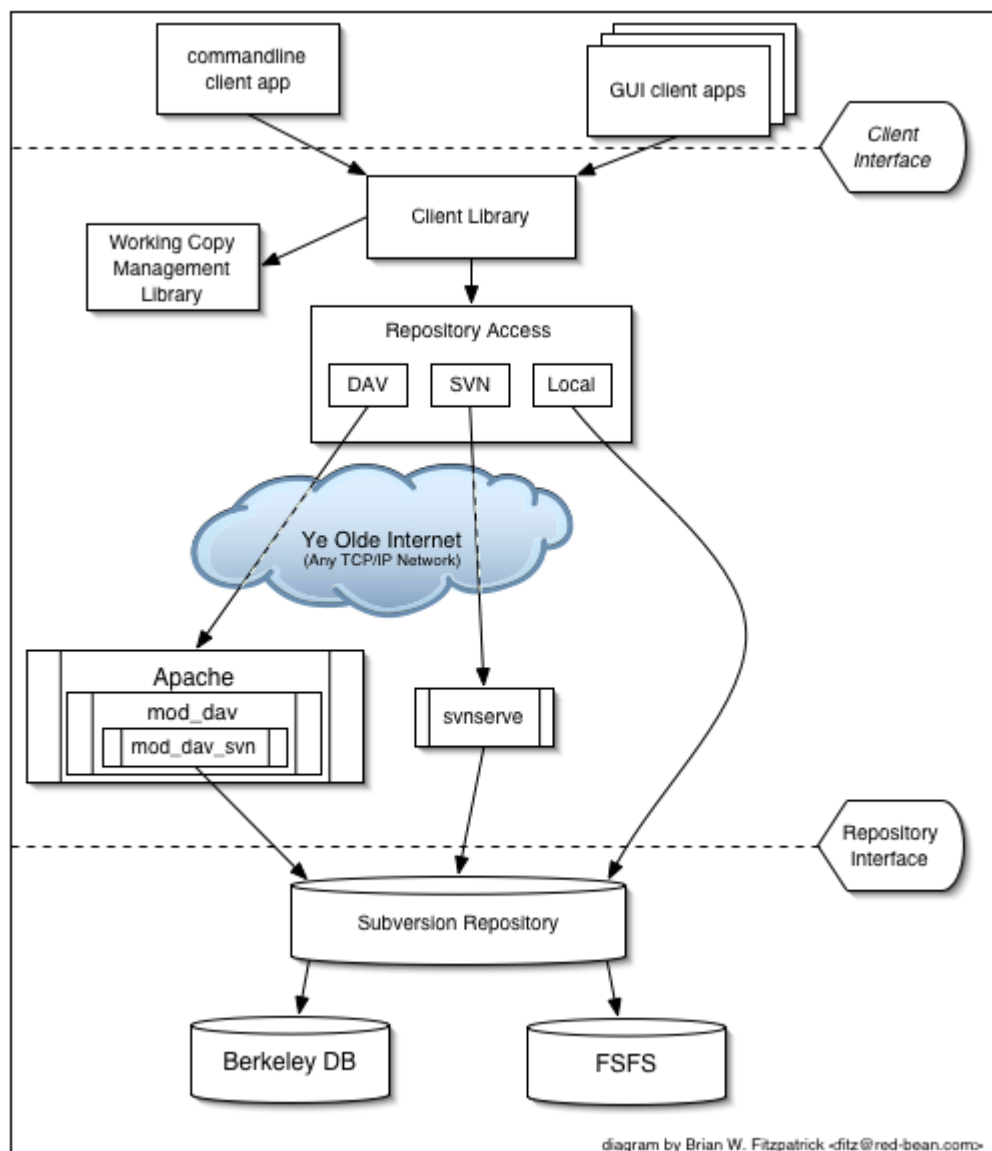 commandline
client app
GUI client apps
Client
Interface
Client Library
Working Copy
Management
Library
Repository Access
DAV
SVN
Local
Ye Olde Internet
(Any TCP/IP Network)
Apache
mod_dav
mod_dav_svn
svnserve
Repository
Interface
Subversion Repository
Berkeley DB
FSFS
diagram by Brian W. Fitzpatrick <fitz@red-bean.com>